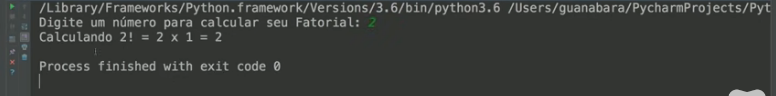 /Library/Frameworks/Python.framework/Versions/3.6/bin/python3.6 /Users/guanabara/PycharmProjects/Pyt
Digite um número para calcular seu Fatorial: 2
Calculando 2! = 2 x 1 = 2
Process finished with exit code 0